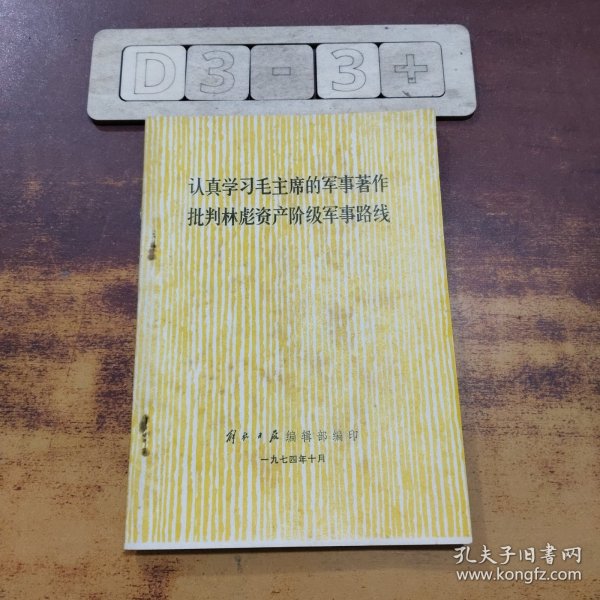 D3-3+
认真学习毛主席的军事著作
批判林彪资产阶级军事路线
解放日报编辑部编印
一九七四年十月
孔夫子旧书网
www.kongfz.com